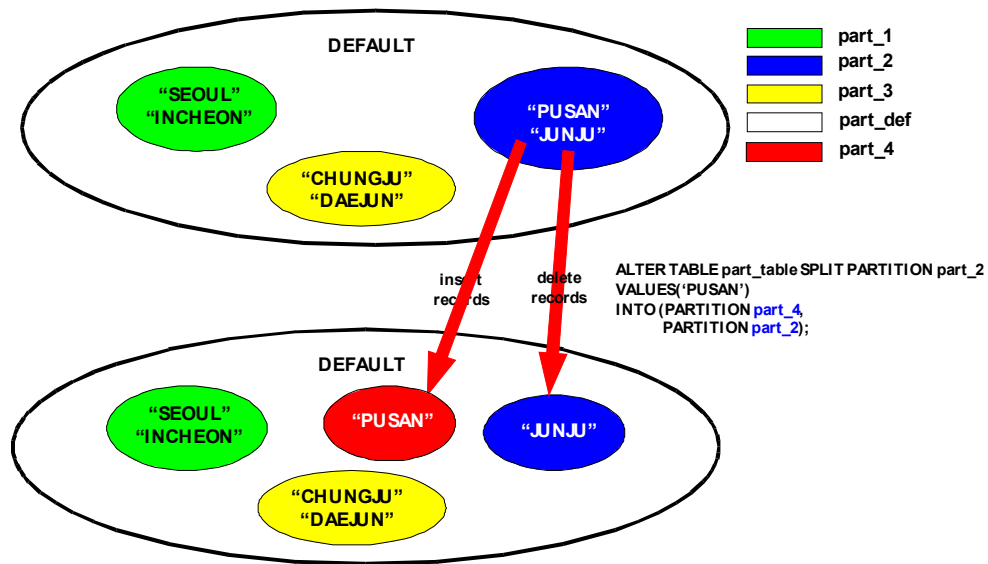 DEFAULT
“SEOUL”
“INCHEON”
“PUSAN”
“JUNJU”
“CHUNGJU”
“DAEJUN”
part_1
part_2
part_3
part_def
part_4
insert
records
delete
records
ALTER TABLE part_table SPLIT PARTITION part_2
VALUES(‘PUSAN’)
INTO (PARTITION part_4,
PARTITION part_2);
DEFAULT
“SEOUL”
“INCHEON”
“PUSAN”
“JUNJU”
“CHUNGJU”
“DAEJUN”